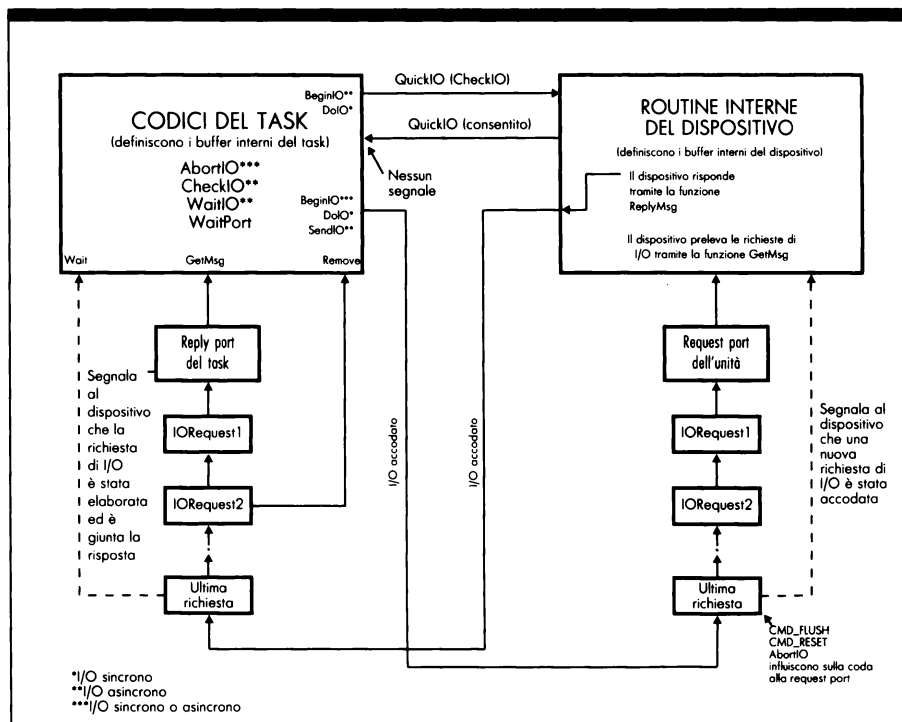 QuickIO (CheckIO)
BeginIO**
DoIO*
CODICI DEL TASK
(definiscono i buffer interni del task)
AbortIO***
CheckIO**
WaitIO**
WaitPort
QuickIO (consentito)
Nessun
segnale
BeginIO***
DoIO*
SendIO**
Wait
GetMsg
Remove
ROUTINE INTERNE
DEL DISPOSITIVO
(definiscono i buffer interni del dispositivo)
Il dispositivo risponde
tramite la funzione
ReplyMsg
Il dispositivo preleva le richieste di
I/O tramite la funzione GetMsg
Reply port
del task
Segnala
al
dispositivo
che la
richiesta
di I/O
è stata
elaborata
ed è
giunta la
risposta
IORequest1
IORequest2
Ultima
richiesta
I/O accodato
I/O accodato
Request port
dell'unità
IORequest1
IORequest2
Ultima
richiesta
Segnala al
dispositivo
che una
nuova
richiesta di
I/O è stata
accodata
CMD_FLUSH
CMD_RESET
AbortIO
influiscono sulla coda
alla request port
*I/O sincrono
**I/O asincrono
***I/O sincrono o asincrono